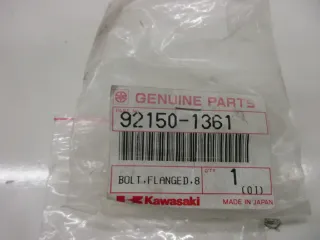 GENUINE PARTS
92150-1361
BOLT,FLANGED,8
QTY
1
(01)
Kawasaki
MADE IN JAPAN